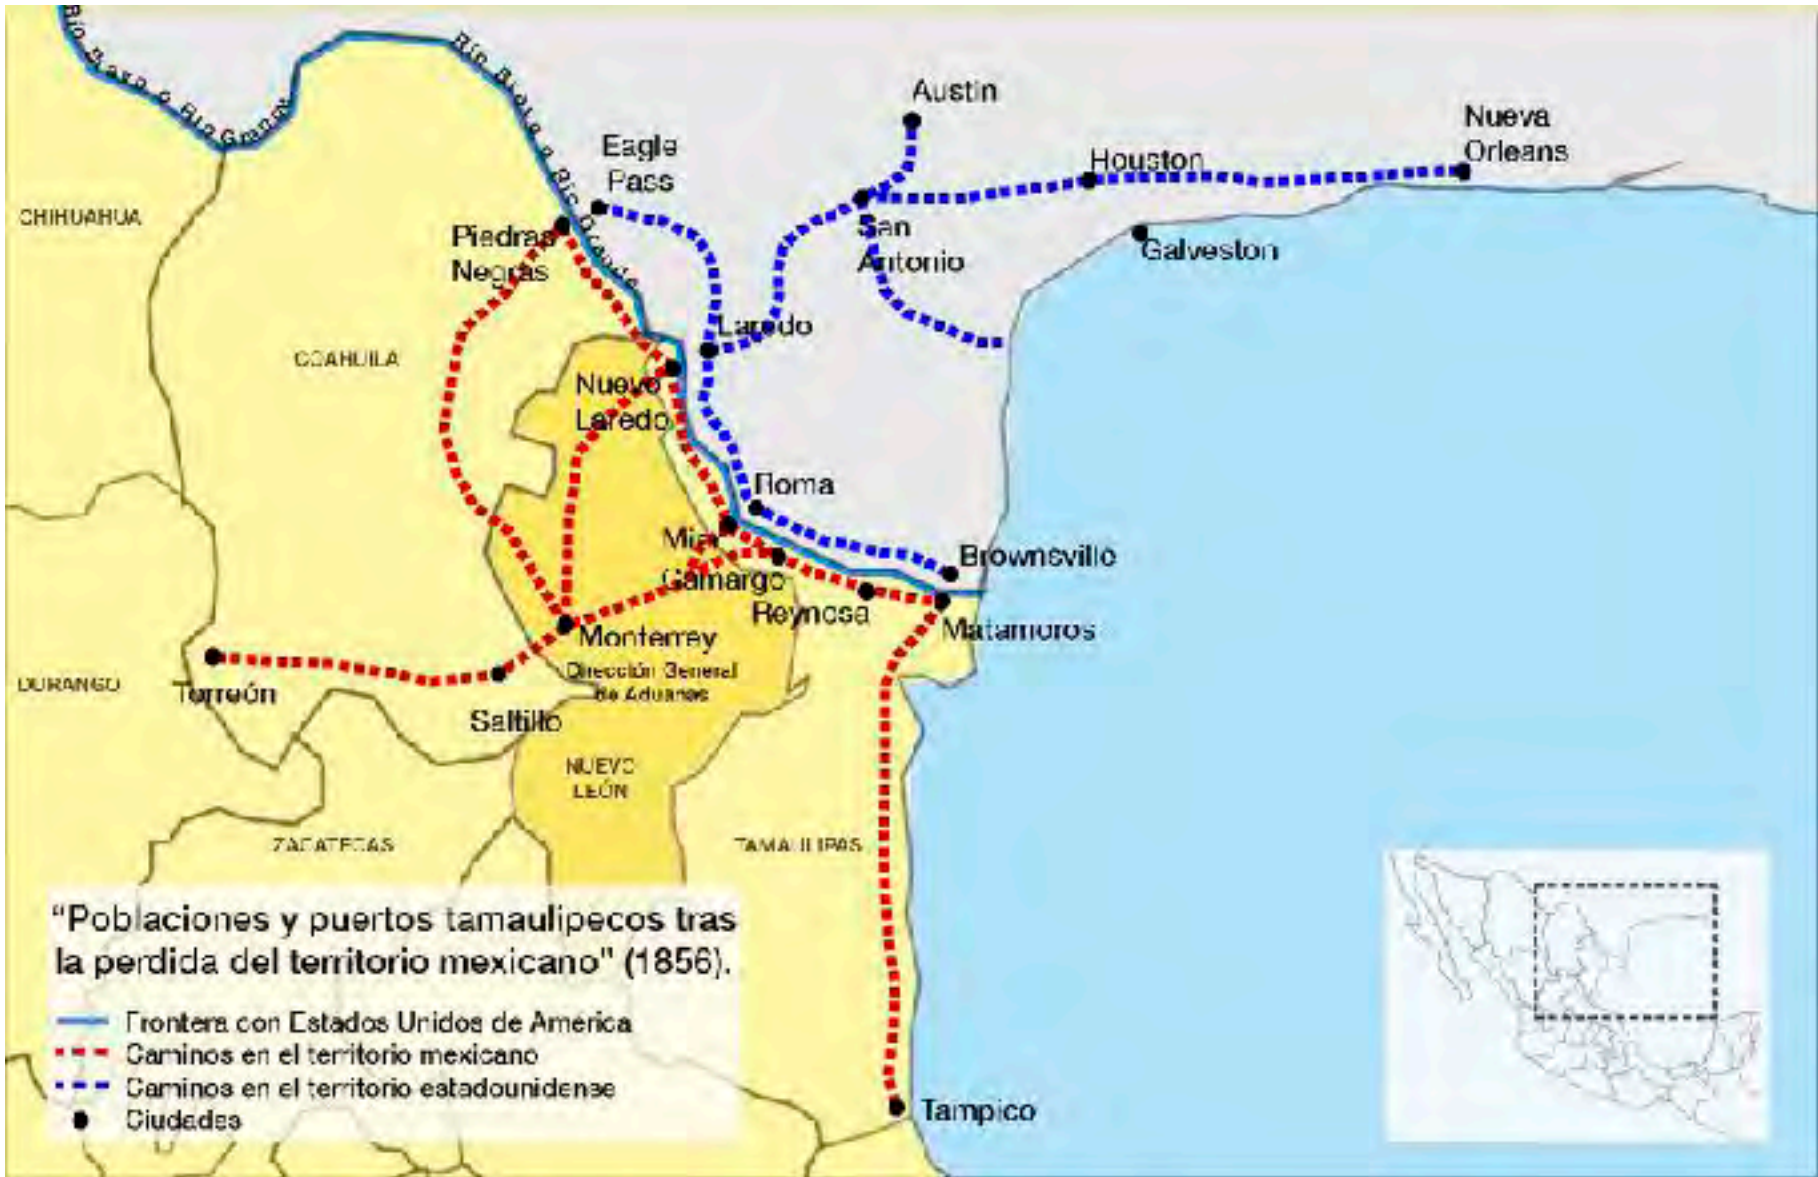 Río Bravo o Río Grande
Río Bravo o Río Grande
Austin
Nueva
Orleans
Eagle
Pass
Houston
CHIHUAHUA
Piedras
Negras
San
Antonio
Galveston
COAHUILA
Laredo
Nuevo
Laredo
Roma
Mier
Camargo
Brownsville
Reynosa
Matamoros
Monterrey
Dirección General
de Aduanas
DURANGO
Torreón
Saltillo
NUEVO
LEÓN
ZACATECAS
TAMAULIPAS
"Poblaciones y puertos tamaulipecos tras
la perdida del territorio mexicano" (1856).
Frontera con Estados Unidos de America
Caminos en el territorio mexicano
Caminos en el territorio estadounidense
Ciudades
Tampico